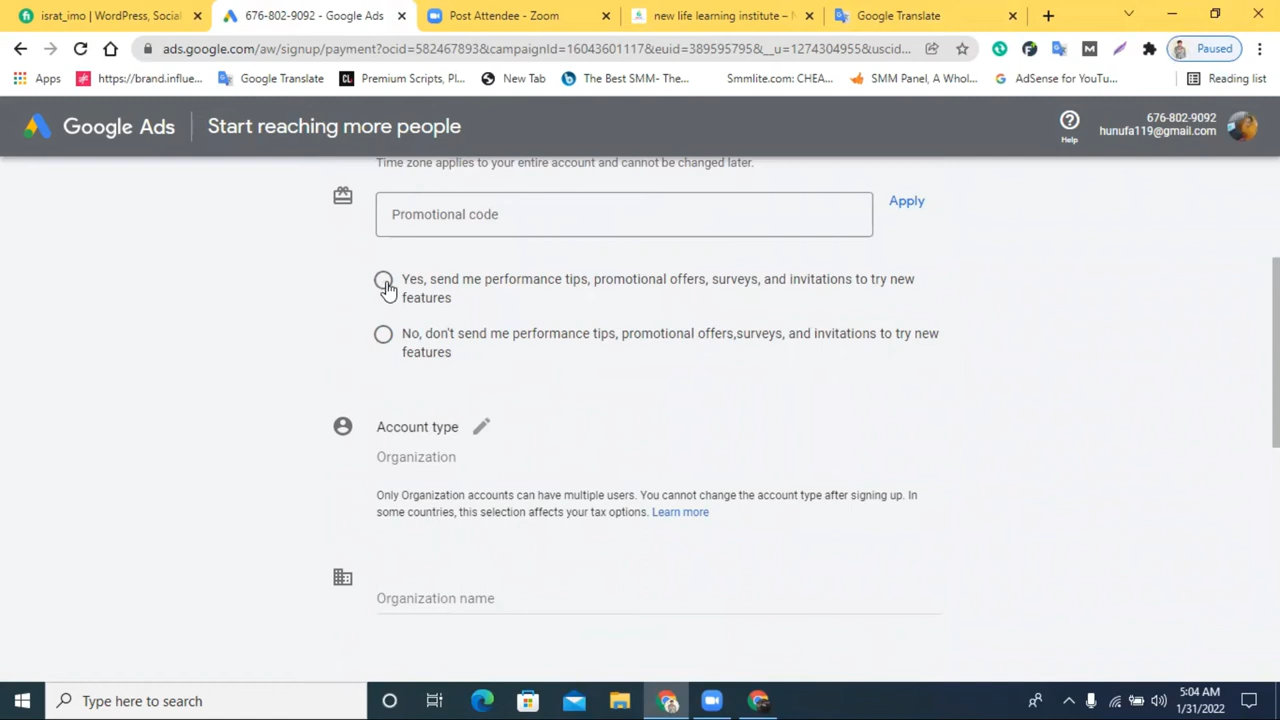 israt_imo | WordPress, Social
676-802-9092 - Google Ads
Post Attendee - Zoom
new life learning institute –
Google Translate
ads.google.com/aw/signup/payment?ocid=582467893&campaignId=16043601117&euid=389595795&__u=1274304955&uscid...
Paused
Apps
https://brand.influe...
Google Translate
Premium Scripts, Pl...
New Tab
The Best SMM- The...
Smmlite.com: CHEA...
SMM Panel, A Whol...
AdSense for YouTu...
Reading list
Google Ads
Start reaching more people
Help
676-802-9092
hunufa119@gmail.com
Time zone applies to your entire account and cannot be changed later.
Promotional code
Apply
Yes, send me performance tips, promotional offers, surveys, and invitations to try new
features
No, don't send me performance tips, promotional offers,surveys, and invitations to try new
features
Account type
Organization
Only Organization accounts can have multiple users. You cannot change the account type after signing up. In
some countries, this selection affects your tax options. Learn more
Organization name
Type here to search
5:04 AM
1/31/2022